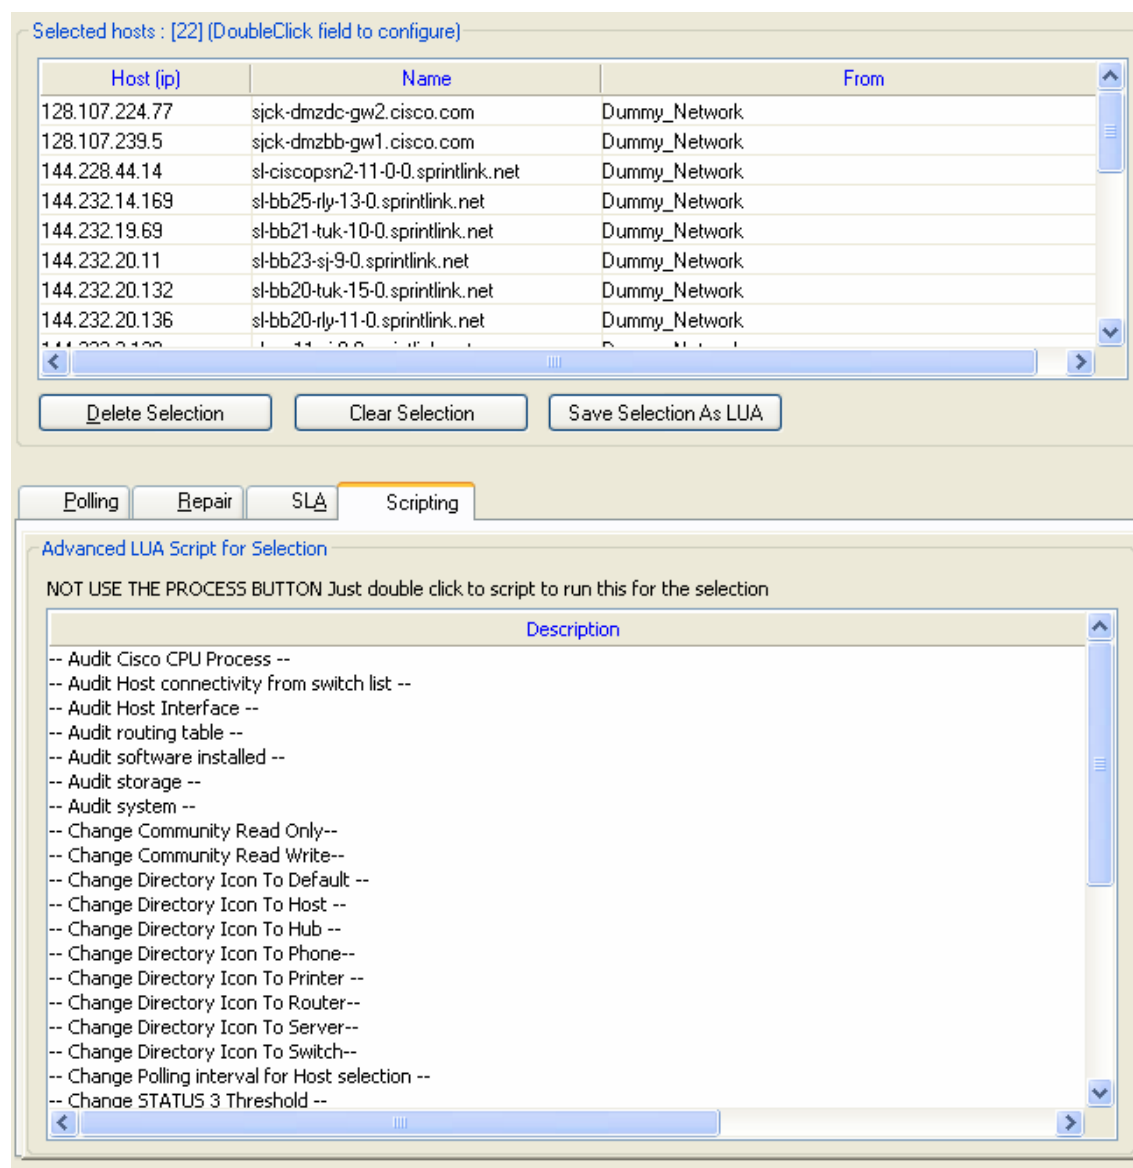 Selected hosts : [22] (DoubleClick field to configure)
Host (ip) Name From
128.107.224.77 sjck-dmzdc-gw2.cisco.com Dummy_Network
128.107.239.5 sjck-dmzbb-gw1.cisco.com Dummy_Network
144.228.44.14 sl-ciscopsn2-11-0-0.sprintlink.net Dummy_Network
144.232.14.169 sl-bb25-rly-13-0.sprintlink.net Dummy_Network
144.232.19.69 sl-bb21-tuk-10-0.sprintlink.net Dummy_Network
144.232.20.11 sl-bb23-sj-9-0.sprintlink.net Dummy_Network
144.232.20.132 sl-bb20-tuk-15-0.sprintlink.net Dummy_Network
144.232.20.136 sl-bb20-rly-11-0.sprintlink.net Dummy_Network
Delete Selection Clear Selection Save Selection As LUA
Polling Repair SLA Scripting
Advanced LUA Script for Selection
NOT USE THE PROCESS BUTTON Just double click to script to run this for the selection
Description
-- Audit Cisco CPU Process --
-- Audit Host connectivity from switch list --
-- Audit Host Interface --
-- Audit routing table --
-- Audit software installed --
-- Audit storage --
-- Audit system --
-- Change Community Read Only--
-- Change Community Read Write--
-- Change Directory Icon To Default --
-- Change Directory Icon To Host --
-- Change Directory Icon To Hub --
-- Change Directory Icon To Phone--
-- Change Directory Icon To Printer --
-- Change Directory Icon To Router--
-- Change Directory Icon To Server--
-- Change Directory Icon To Switch--
-- Change Polling interval for Host selection --
-- Change STATUS 3 Threshold --